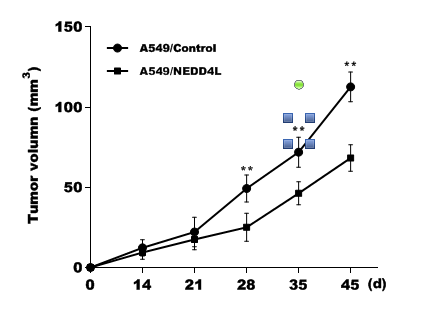 150
A549/Control
A549/NEDD4L
100
50
0
Tumor volumn (mm³)
**
**
**
0 14 21 28 35 45 (d)